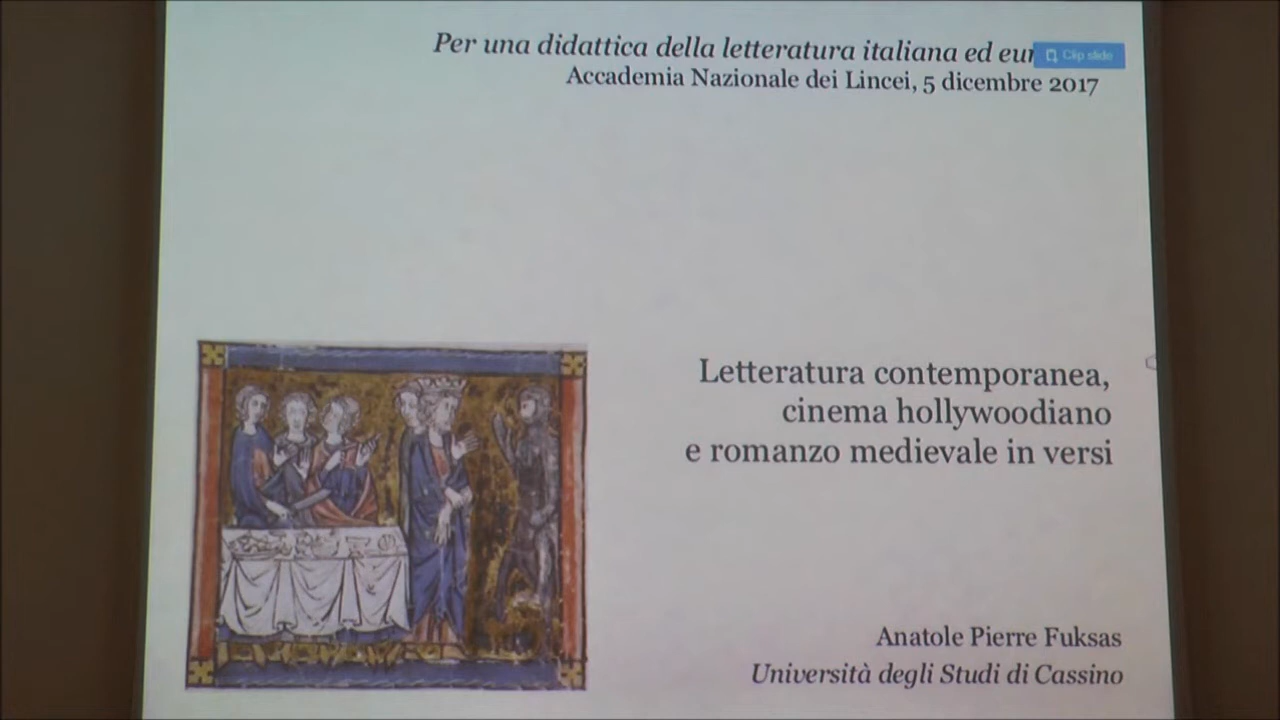 Per una didattica della letteratura italiana ed eur
Clip slide
Accademia Nazionale dei Lincei, 5 dicembre 2017
Letteratura contemporanea,
cinema hollywoodiano
e romanzo medievale in versi
Anatole Pierre Fuksas
Università degli Studi di Cassino